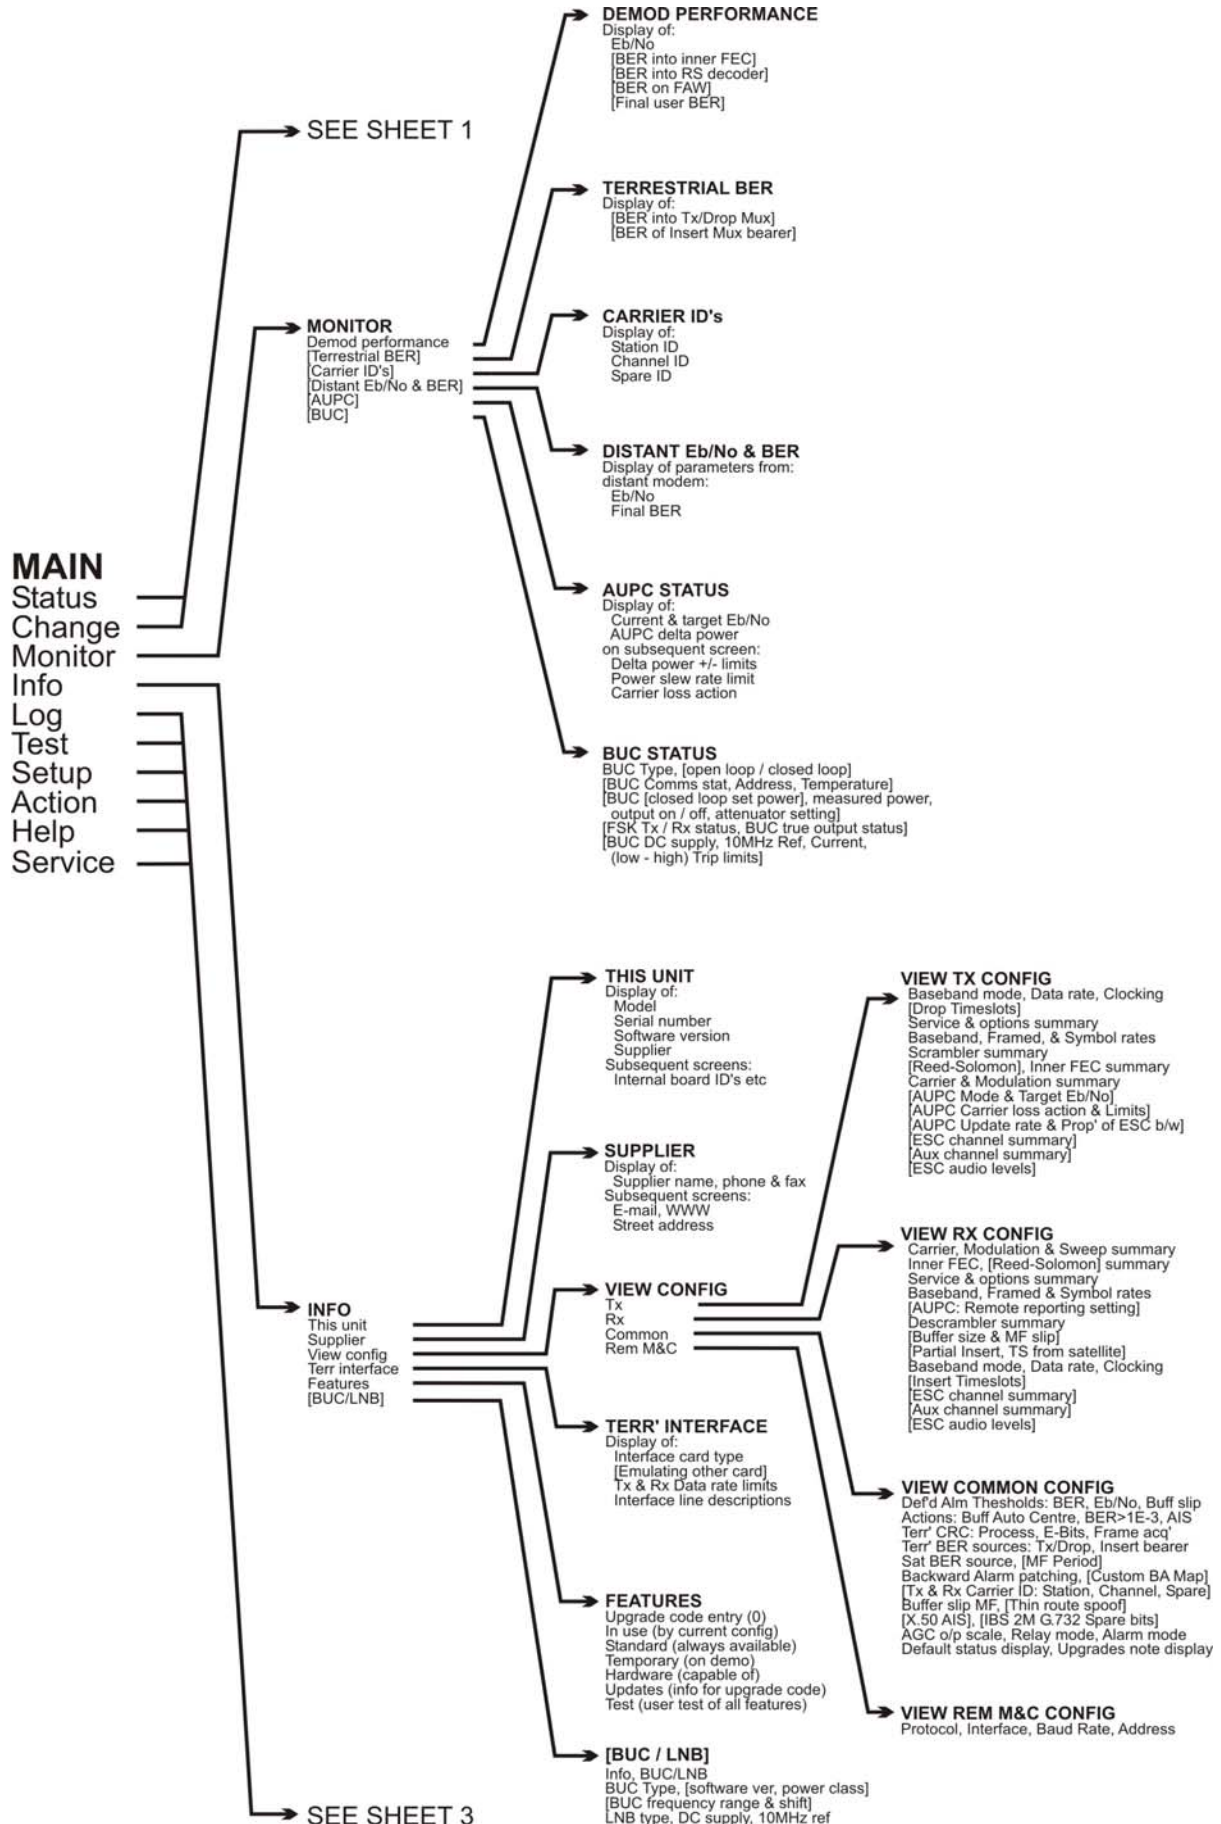 DEMOD PERFORMANCE
Display of:
Eb/No
[BER into inner FEC]
[BER into RS decoder]
[BER on FAW]
[Final user BER]
SEE SHEET 1
TERRESTRIAL BER
Display of:
[BER into Tx/Drop Mux]
[BER of Insert Mux bearer]
MONITOR
Demod performance
[Terrestrial BER]
[Carrier ID's]
[Distant Eb/No & BER]
[AUPC]
[BUC]
CARRIER ID's
Display of:
Station ID
Channel ID
Spare ID
DISTANT Eb/No & BER
Display of parameters from:
distant modem:
Eb/No
Final BER
MAIN
Status
Change
Monitor
Info
Log
Test
Setup
Action
Help
Service
AUPC STATUS
Display of:
Current & target Eb/No
AUPC delta power
on subsequent screen:
Delta power +/- limits
Power slew rate limit
Carrier loss action
BUC STATUS
BUC Type, [open loop / closed loop]
[BUC Comms stat, Address, Temperature]
[BUC [closed loop set power], measured power,
output on / off, attenuator setting]
[FSK Tx / Rx status, BUC true output status]
[BUC DC supply, 10MHz Ref, Current,
(low - high) Trip limits]
THIS UNIT
Display of:
Model
Serial number
Software version
Supplier
Subsequent screens:
Internal board ID's etc
VIEW TX CONFIG
Baseband mode, Data rate, Clocking
[Drop Timeslots]
Service & options summary
Baseband, Framed, & Symbol rates
Scrambler summary
[Reed-Solomon], Inner FEC summary
Carrier & Modulation summary
[AUPC Mode & Target Eb/No]
[AUPC Carrier loss action & Limits]
[AUPC Update rate & Prop' of ESC b/w]
[ESC channel summary]
[Aux channel summary]
[ESC audio levels]
SUPPLIER
Display of:
Supplier name, phone & fax
Subsequent screens:
E-mail, WWW
Street address
VIEW RX CONFIG
Carrier, Modulation & Sweep summary
Inner FEC, [Reed-Solomon] summary
Service & options summary
Baseband, Framed & Symbol rates
[AUPC: Remote reporting setting]
Descrambler summary
[Buffer size & MF slip]
[Partial Insert, TS from satellite]
Baseband mode, Data rate, Clocking
[Insert Timeslots]
[ESC channel summary]
[Aux channel summary]
[ESC audio levels]
INFO
This unit
Supplier
View config
Terr interface
Features
[BUC/LNB]
VIEW CONFIG
Tx
Rx
Common
Rem M&C
TERR' INTERFACE
Display of:
Interface card type
[Emulating other card]
Tx & Rx Data rate limits
Interface line descriptions
VIEW COMMON CONFIG
Def'd Alm Thesholds: BER, Eb/No, Buff slip
Actions: Buff Auto Centre, BER>1E-3, AIS
Terr' CRC: Process, E-Bits, Frame acq'
Terr' BER sources: Tx/Drop, Insert bearer
Sat BER source, [MF Period]
Backward Alarm patching, [Custom BA Map]
[Tx & Rx Carrier ID: Station, Channel, Spare]
Buffer slip MF, [Thin route spoof]
[X.50 AIS], [IBS 2M G.732 Spare bits]
AGC o/p scale, Relay mode, Alarm mode
Default status display, Upgrades note display
FEATURES
Upgrade code entry (0)
In use (by current config)
Standard (always available)
Temporary (on demo)
Hardware (capable of)
Updates (info for upgrade code)
Test (user test of all features)
VIEW REM M&C CONFIG
Protocol, Interface, Baud Rate, Address
[BUC / LNB]
Info, BUC/LNB
BUC Type, [software ver, power class]
[BUC frequency range & shift]
LNB type, DC supply, 10MHz ref
SEE SHEET 3